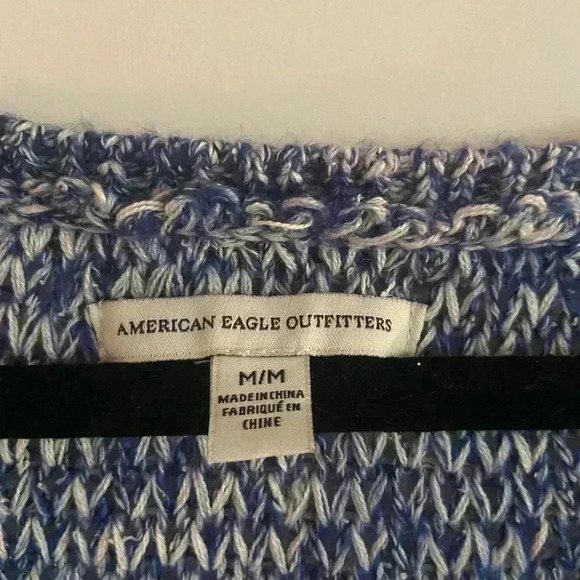 AMERICAN EAGLE OUTFITTERS
M/M
MADE IN CHINA
FABRIQUÉ EN
CHINE